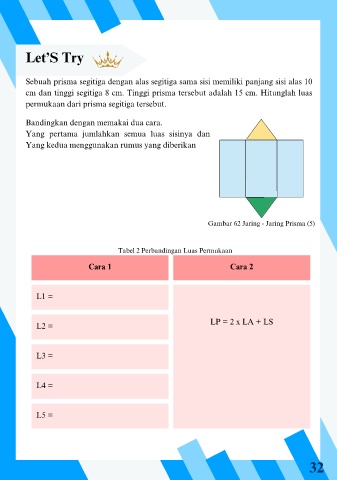 Let'S Try
Sebuah prisma segitiga dengan alas segitiga sama sisi memiliki panjang sisi alas 10
cm dan tinggi segitiga 8 cm. Tinggi prisma tersebut adalah 15 cm. Hitunglah luas
permukaan dari prisma segitiga tersebut.
Bandingkan dengan memakai dua cara.
Yang pertama jumlahkan semua luas sisinya dan
Yang kedua menggunakan rumus yang diberikan
Gambar 62 Jaring - Jaring Prisma (5)
Tabel 2 Perbandingan Luas Permukaan
Cara 1 Cara 2
L1 =
L2 =
LP = 2 x LA + LS
L3 =
L4 =
L5 =
32